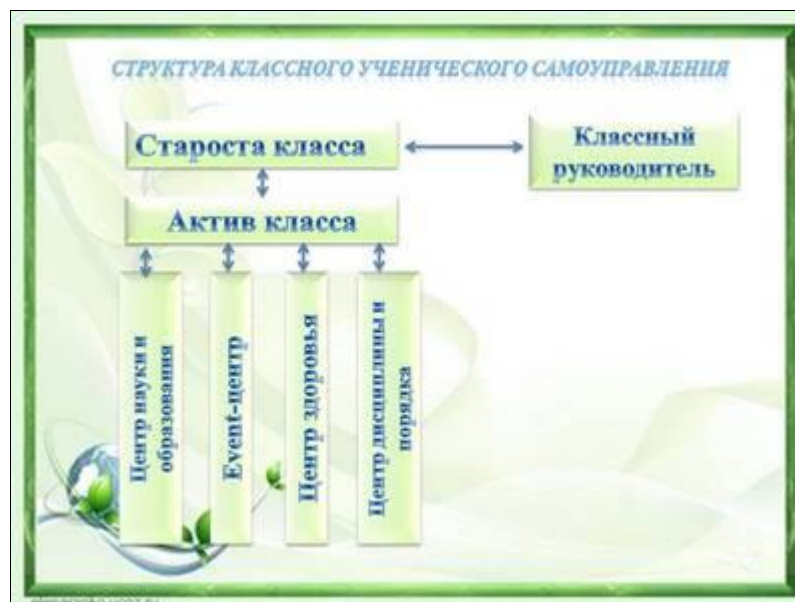 СТРУКТУРА КЛАССНОГО УЧЕНИЧЕСКОГО САМОУПРАВЛЕНИЯ
Староста класса
Классный
руководитель
Актив класса
Центр науки и
образования
Event-центр
Центр здоровья
Центр дисциплины и
порядка